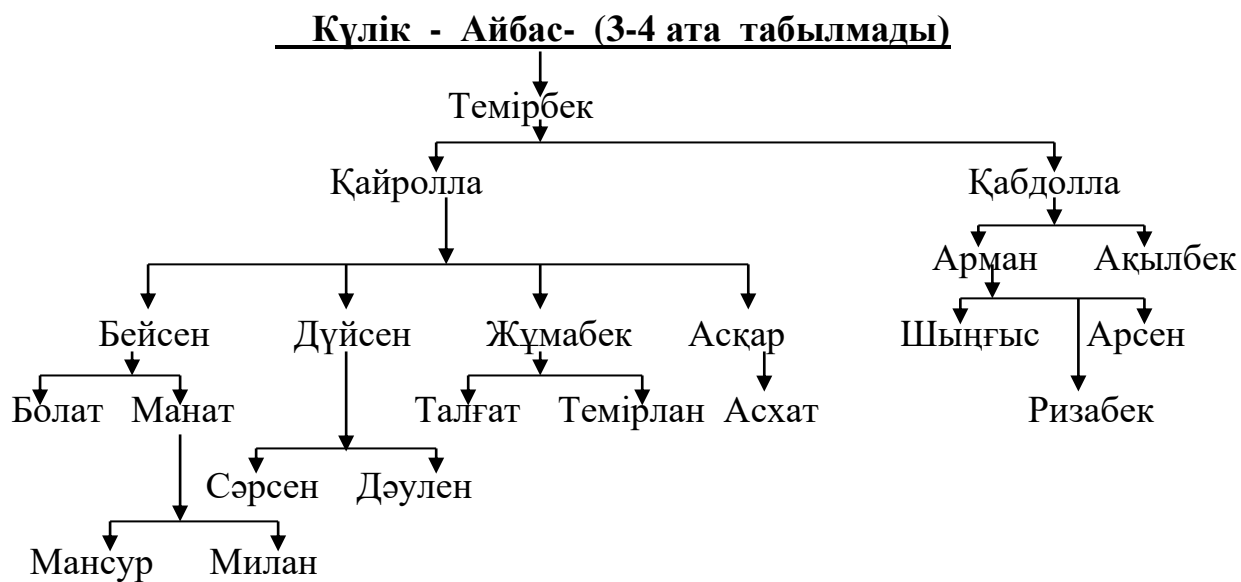 Күлік - Айбас- (3-4 ата табылмады)
Темірбек
Қайролла Қабдолла
Арман Ақылбек
Бейсен Дүйсен Жұмабек Асқар Шыңғыс Арсен
Болат Манат Талғат Темірлан Асхат Ризабек
Сәрсен Дәулен
Мансур Милан